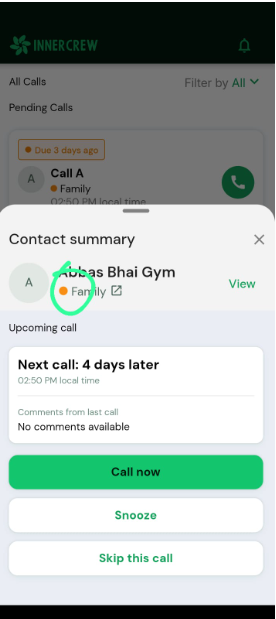 INNERCREW
All Calls
Filter by All
Pending Calls
Due 3 days ago
A
Call A
Family
02:50 PM local time
Contact summary
A
Abbas Bhai Gym
Family
View
Upcoming call
Next call: 4 days later
02:50 PM local time
Comments from last call
No comments available
Call now
Snooze
Skip this call